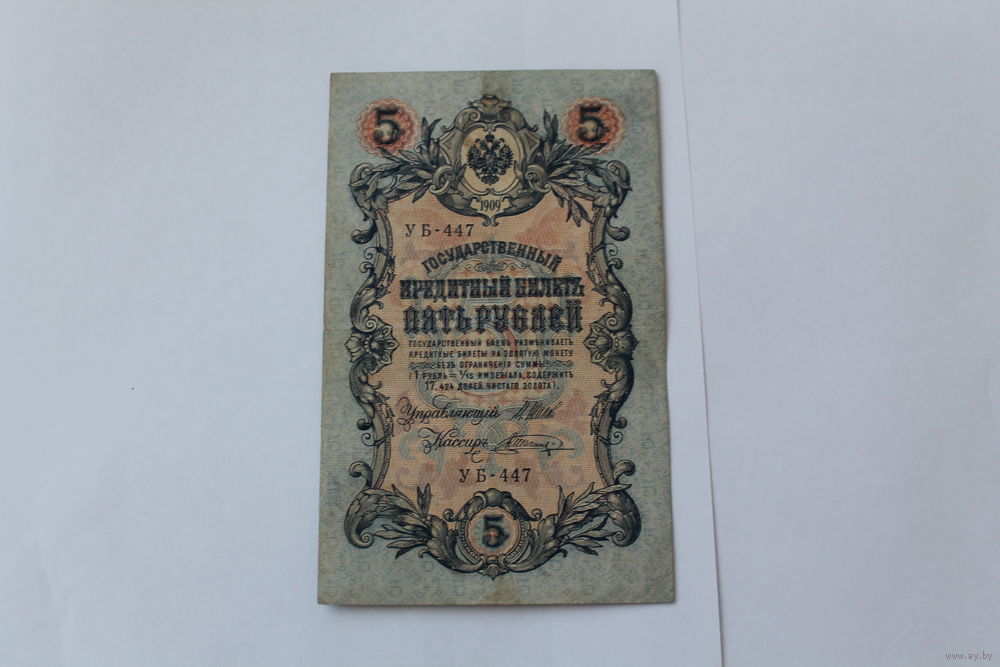 5 5
1909
УБ-447
ГОСУДАРСТВЕННЫЙ
КРЕДИТНЫЙ БИЛЕТЪ
ПЯТЬ РУБЛЕЙ
ГОСУДАРСТВЕННЫЙ БАНКЪ РАЗМѢНИВАЕТЪ
КРЕДИТНЫЕ БИЛЕТЫ НА ЗОЛОТУЮ МОНЕТУ
БЕЗЪ ОГРАНИЧЕНІЯ СУММЫ
(1 РУБЛЬ = 1/15 ИМПЕРІАЛА, СОДЕРЖИТЪ
17,424 ДОЛЕЙ ЧИСТАГО ЗОЛОТА).
Управляющій
Кассиръ
УБ-447
5
www.ay.by